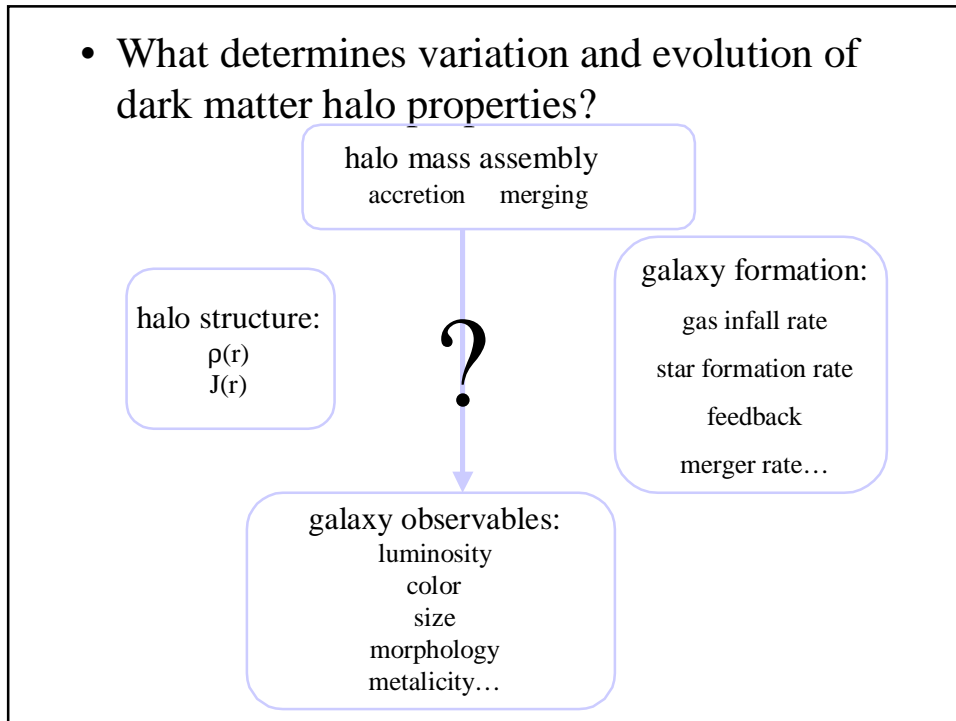 • What determines variation and evolution of
dark matter halo properties?
halo mass assembly
accretion merging
halo structure:
ρ(r)
J(r)
?
galaxy formation:
gas infall rate
star formation rate
feedback
merger rate…
galaxy observables:
luminosity
color
size
morphology
metalicity…